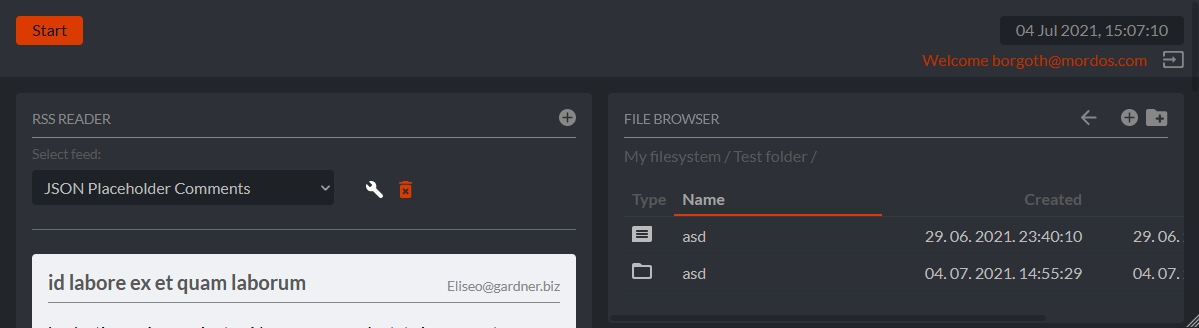 Start
04 Jul 2021, 15:07:10
Welcome borgoth@mordos.com
RSS READER
Select feed:
JSON Placeholder Comments
id labore ex et quam laborum
Eliseo@gardner.biz
FILE BROWSER
My filesystem / Test folder /
Type Name Created
asd 29. 06. 2021. 23:40:10 29. 06.
asd 04. 07. 2021. 14:55:29 04. 07.